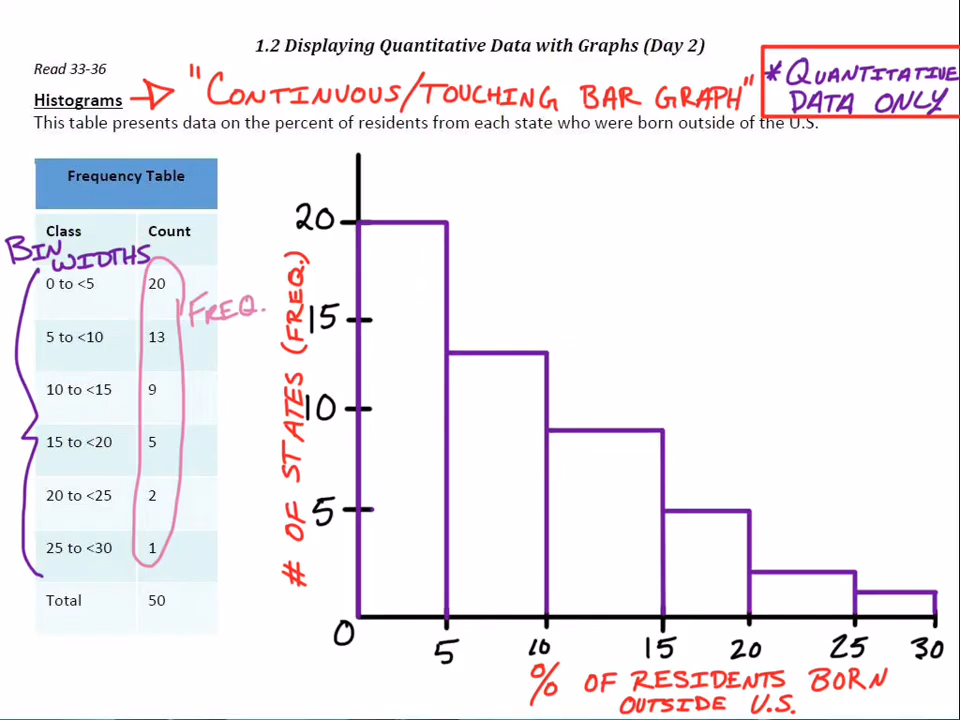 1.2 Displaying Quantitative Data with Graphs (Day 2)
Read 33-36
Histograms → "CONTINUOUS/TOUCHING BAR GRAPH"
* QUANTITATIVE
DATA ONLY
This table presents data on the percent of residents from each state who were born outside of the U.S.
Frequency Table
Class Count
BIN WIDTHS
0 to <5 20
FREQ.
5 to <10 13
10 to <15 9
15 to <20 5
20 to <25 2
25 to <30 1
Total 50
# OF STATES (FREQ.)
20
15
10
5
0
5 10 15 20 25 30
% OF RESIDENTS BORN
OUTSIDE U.S.